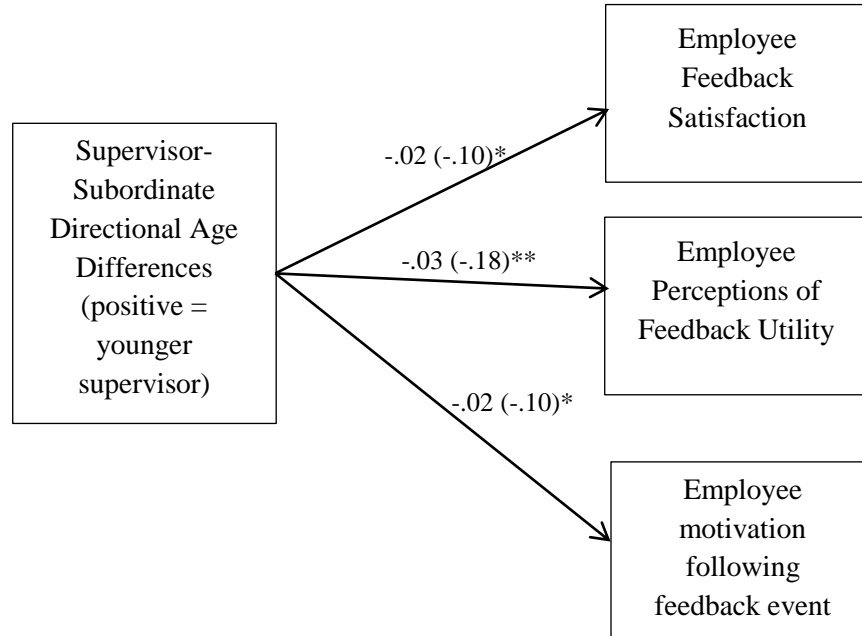 Supervisor-
Subordinate
Directional Age
Differences
(positive =
younger
supervisor)
-.02 (-.10)*
-.03 (-.18)**
-.02 (-.10)*
Employee
Feedback
Satisfaction
Employee
Perceptions of
Feedback Utility
Employee
motivation
following
feedback event